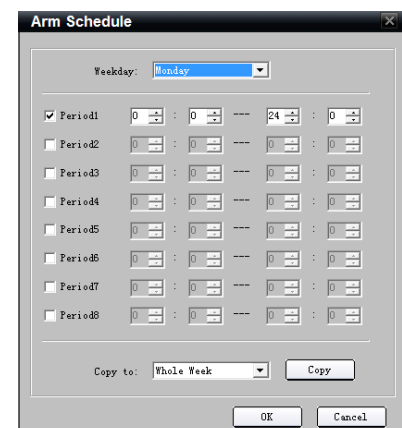 Arm Schedule
Weekday: Monday
Period1 0 : 0 --- 24 : 0
Period2 0 : 0 --- 0 : 0
Period3 0 : 0 --- 0 : 0
Period4 0 : 0 --- 0 : 0
Period5 0 : 0 --- 0 : 0
Period6 0 : 0 --- 0 : 0
Period7 0 : 0 --- 0 : 0
Period8 0 : 0 --- 0 : 0
Copy to: Whole Week Copy
OK Cancel